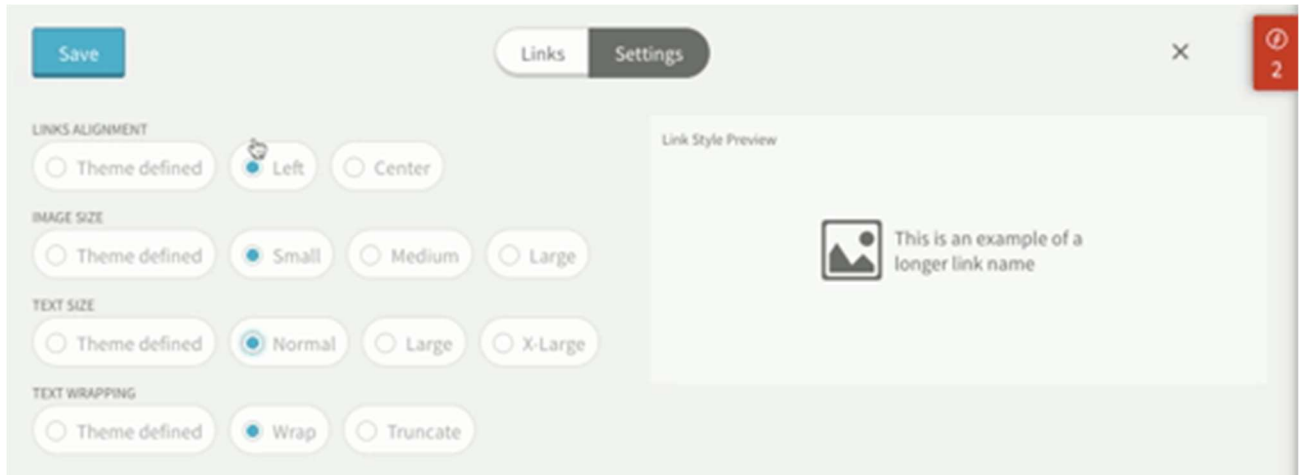 Save
Links
Settings
2
LINKS ALIGNMENT
Theme defined
Left
Center
IMAGE SIZE
Theme defined
Small
Medium
Large
TEXT SIZE
Theme defined
Normal
Large
X-Large
TEXT WRAPPING
Theme defined
Wrap
Truncate
Link Style Preview
This is an example of a
longer link name